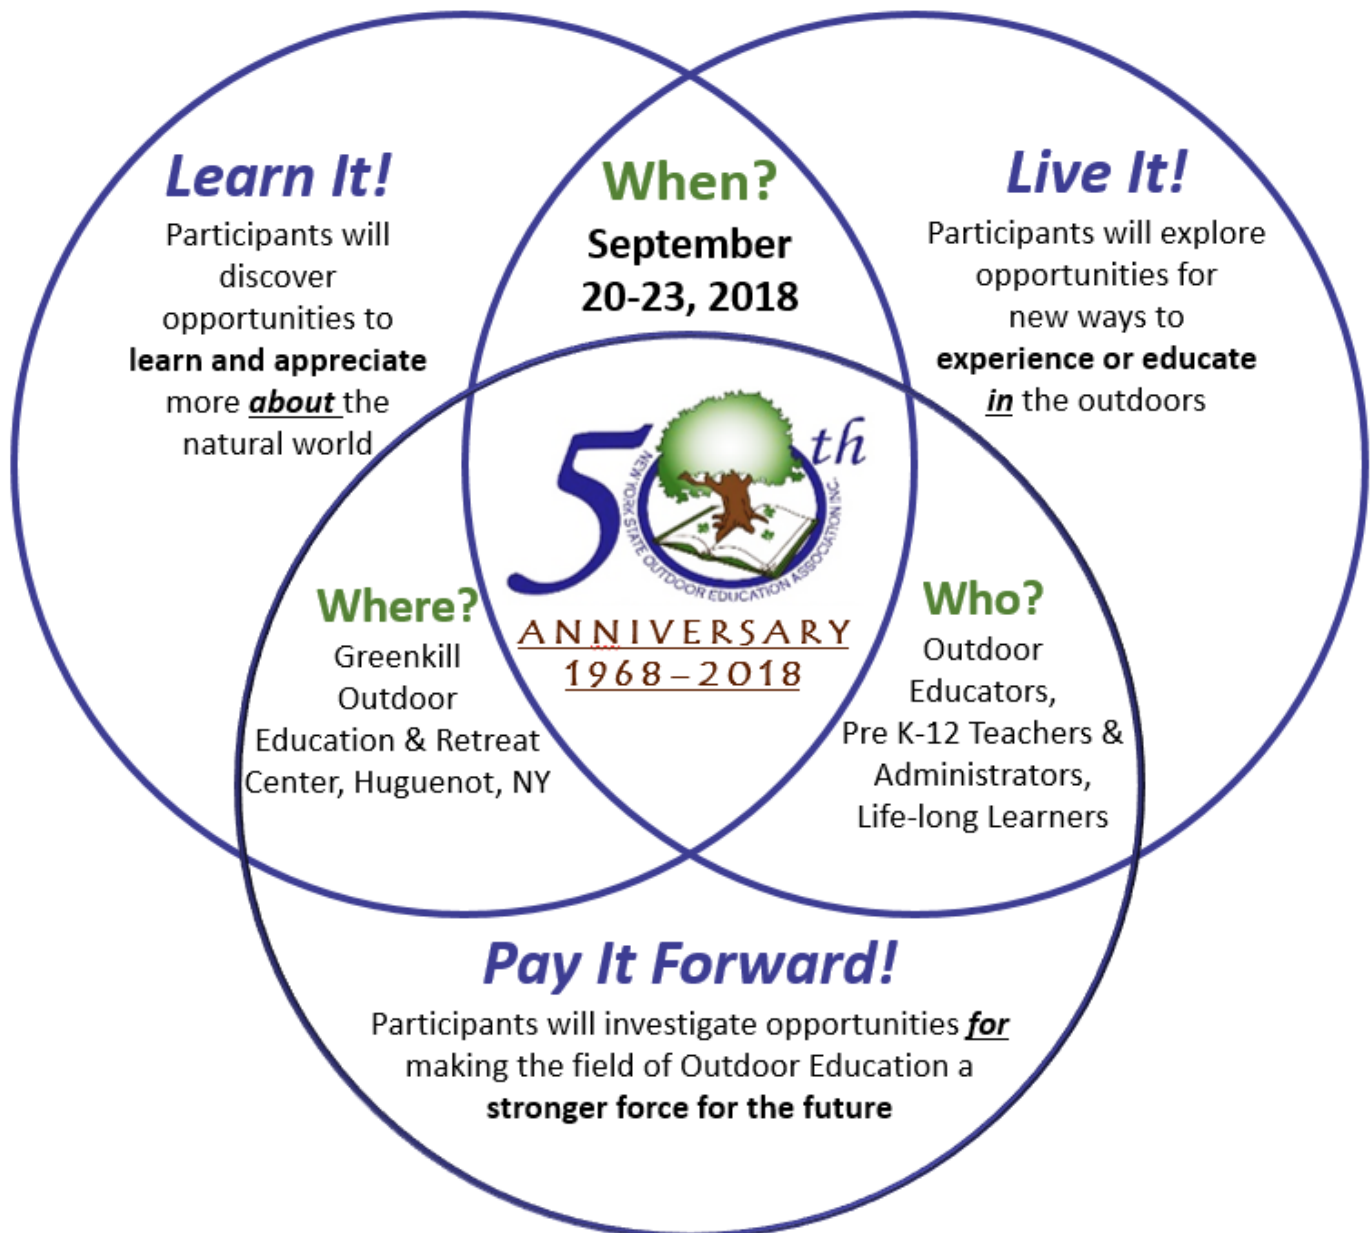 Learn It!
Participants will
discover
opportunities to
learn and appreciate
more about the
natural world
When?
September
20-23, 2018
Live It!
Participants will explore
opportunities for
new ways to
experience or educate
in the outdoors
50th
NEW YORK STATE OUTDOOR EDUCATION ASSOCIATION INC.
ANNIVERSARY
1968–2018
Where?
Greenkill
Outdoor
Education & Retreat
Center, Huguenot, NY
Who?
Outdoor
Educators,
Pre K-12 Teachers &
Administrators,
Life-long Learners
Pay It Forward!
Participants will investigate opportunities for
making the field of Outdoor Education a
stronger force for the future